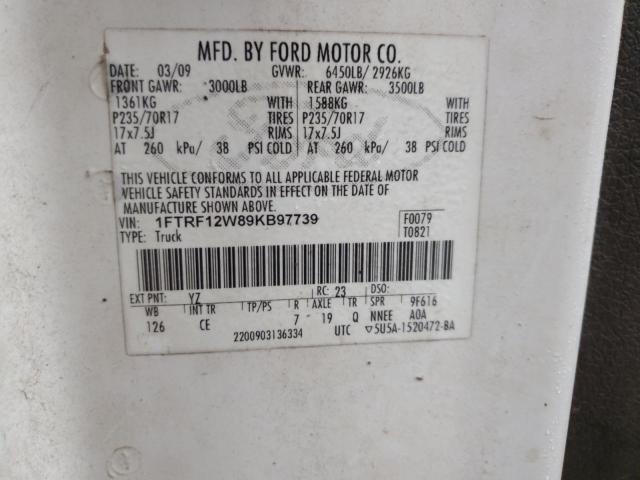 MFD. BY FORD MOTOR CO.
DATE: 03/09 GVWR: 6450LB/ 2926KG
FRONT GAWR: 3000LB REAR GAWR: 3500LB
1361KG WITH 1588KG WITH
P235/70R17 TIRES P235/70R17 TIRES
17x7.5J RIMS 17x7.5J RIMS
AT 260 kPa/ 38 PSI COLD AT 260 kPa/ 38 PSI COLD
THIS VEHICLE CONFORMS TO ALL APPLICABLE FEDERAL MOTOR
VEHICLE SAFETY STANDARDS IN EFFECT ON THE DATE OF
MANUFACTURE SHOWN ABOVE.
VIN: 1FTRF12W89KB97739 F0079
TYPE: Truck T0821
EXT PNT: YZ RC: 23 DSO:
WB INT TR TP/PS R AXLE TR SPR 9F616
126 CE 7 19 Q NNEE A0A
2200903136334 UTC ▽5U5A-1520472-BA
Ford